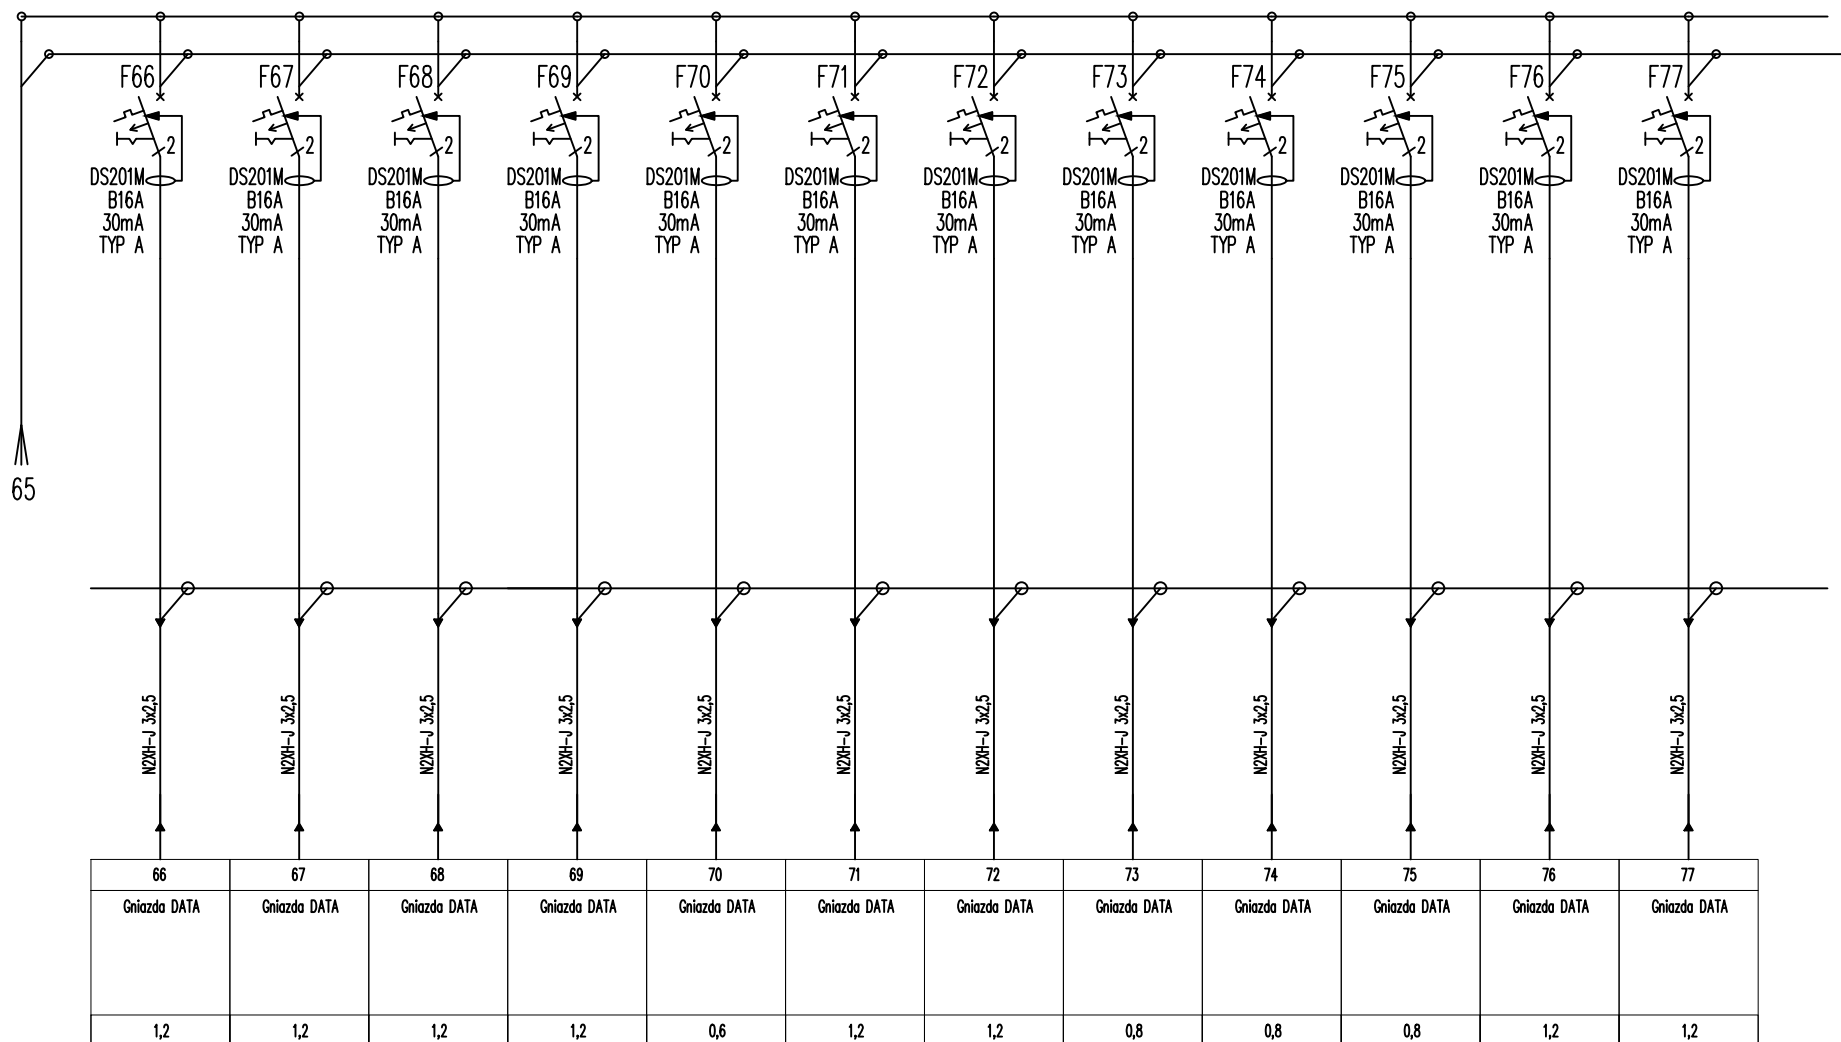 F66 F67 F68 F69 F70 F71 F72 F73 F74 F75 F76 F77
2 2 2 2 2 2 2 2 2 2 2 2
DS201M DS201M DS201M DS201M DS201M DS201M DS201M DS201M DS201M DS201M DS201M DS201M
B16A B16A B16A B16A B16A B16A B16A B16A B16A B16A B16A B16A
30mA 30mA 30mA 30mA 30mA 30mA 30mA 30mA 30mA 30mA 30mA 30mA
TYP A TYP A TYP A TYP A TYP A TYP A TYP A TYP A TYP A TYP A TYP A TYP A
65
N2XH-J 3x2,5 N2XH-J 3x2,5 N2XH-J 3x2,5 N2XH-J 3x2,5 N2XH-J 3x2,5 N2XH-J 3x2,5 N2XH-J 3x2,5 N2XH-J 3x2,5 N2XH-J 3x2,5 N2XH-J 3x2,5 N2XH-J 3x2,5 N2XH-J 3x2,5
66 67 68 69 70 71 72 73 74 75 76 77
Gniazda DATA Gniazda DATA Gniazda DATA Gniazda DATA Gniazda DATA Gniazda DATA Gniazda DATA Gniazda DATA Gniazda DATA Gniazda DATA Gniazda DATA Gniazda DATA
1,2 1,2 1,2 1,2 0,6 1,2 1,2 0,8 0,8 0,8 1,2 1,2